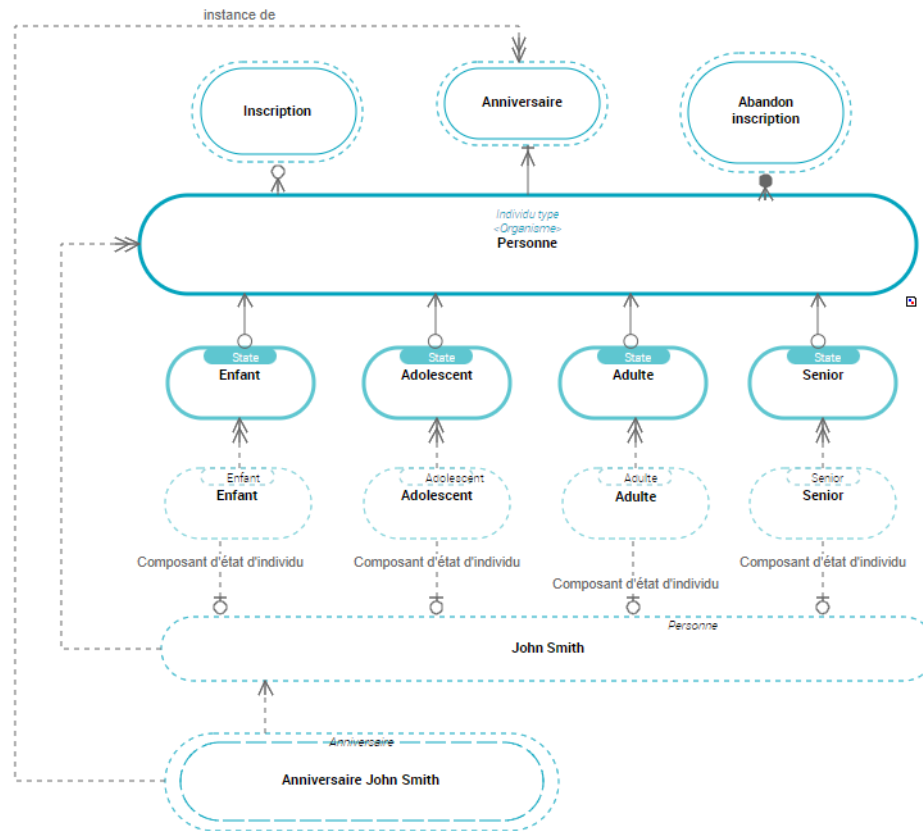 instance de
Inscription
Anniversaire
Abandon
inscription
Individu type
<Organisme>
Personne
State
Enfant
State
Adolescent
State
Adulte
State
Senior
Enfant
Enfant
Adolescent
Adolescent
Adulte
Adulte
Senior
Senior
Composant d'état d'individu
Composant d'état d'individu
Composant d'état d'individu
Composant d'état d'individu
Personne
John Smith
Anniversaire
Anniversaire John Smith